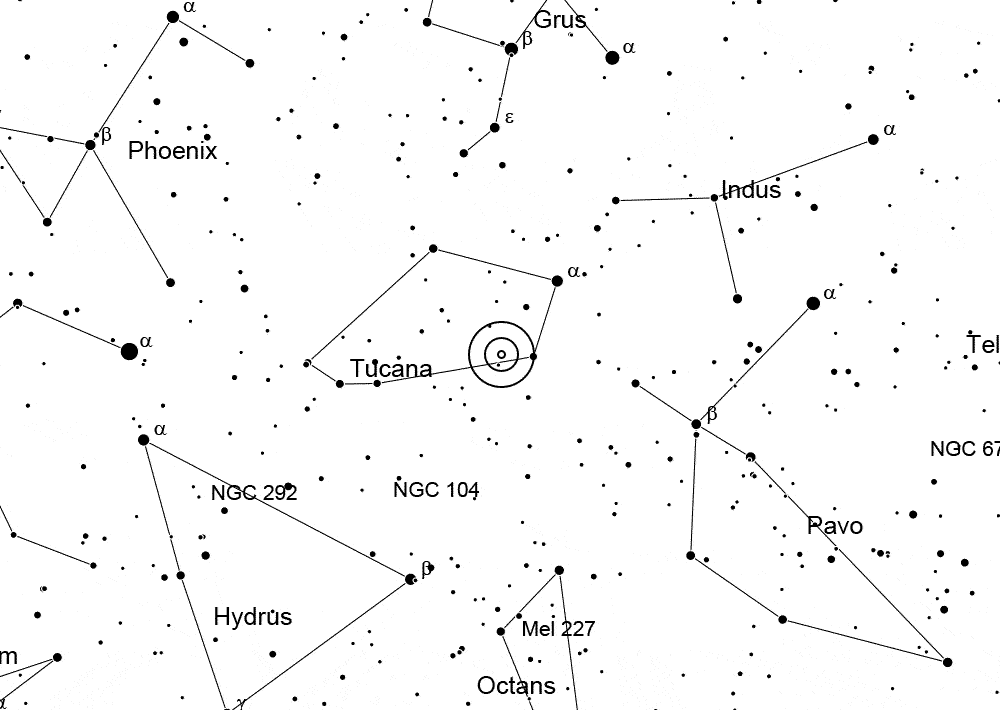 α
Grus
β
α
ε
β
Phoenix
α
Indus
α
α
α
Tel
Tucana
β
α
NGC 67
NGC 292
NGC 104
Pavo
β
Hydrus
Mel 227
m
Octans
α
γ